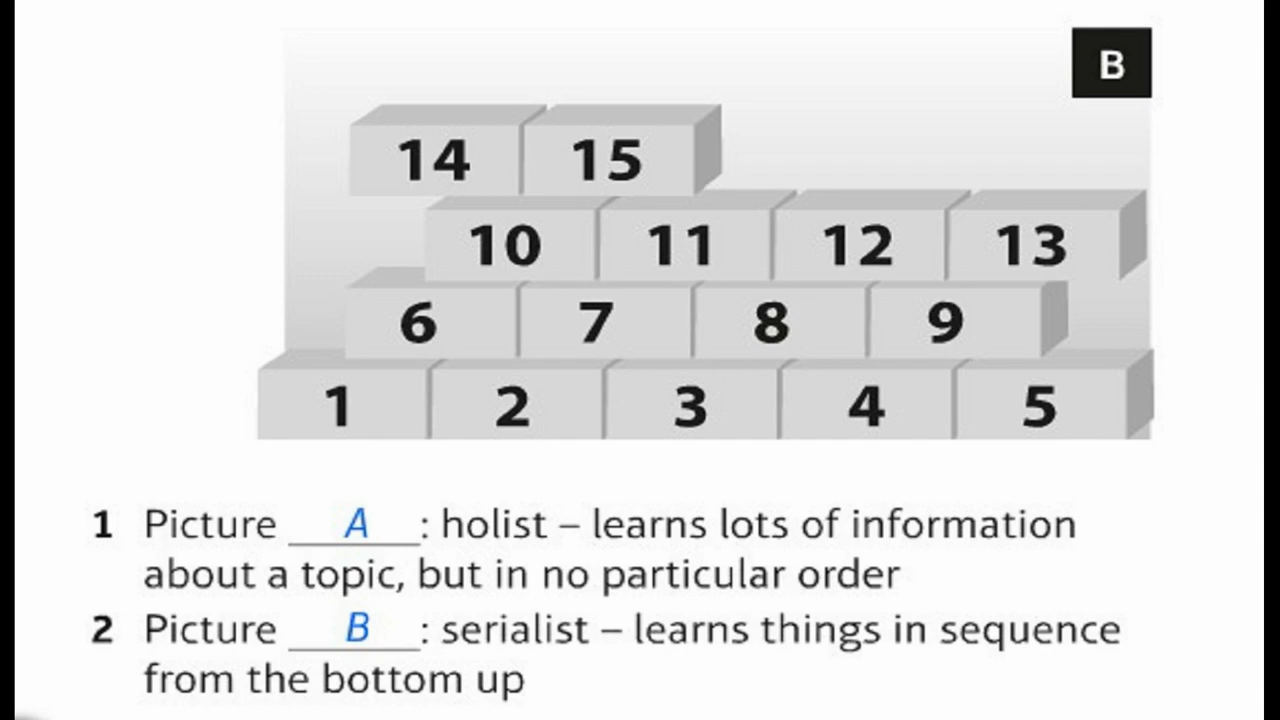 B
14 15
10 11 12 13
6 7 8 9
1 2 3 4 5
1 Picture A : holist – learns lots of information
about a topic, but in no particular order
2 Picture B : serialist – learns things in sequence
from the bottom up